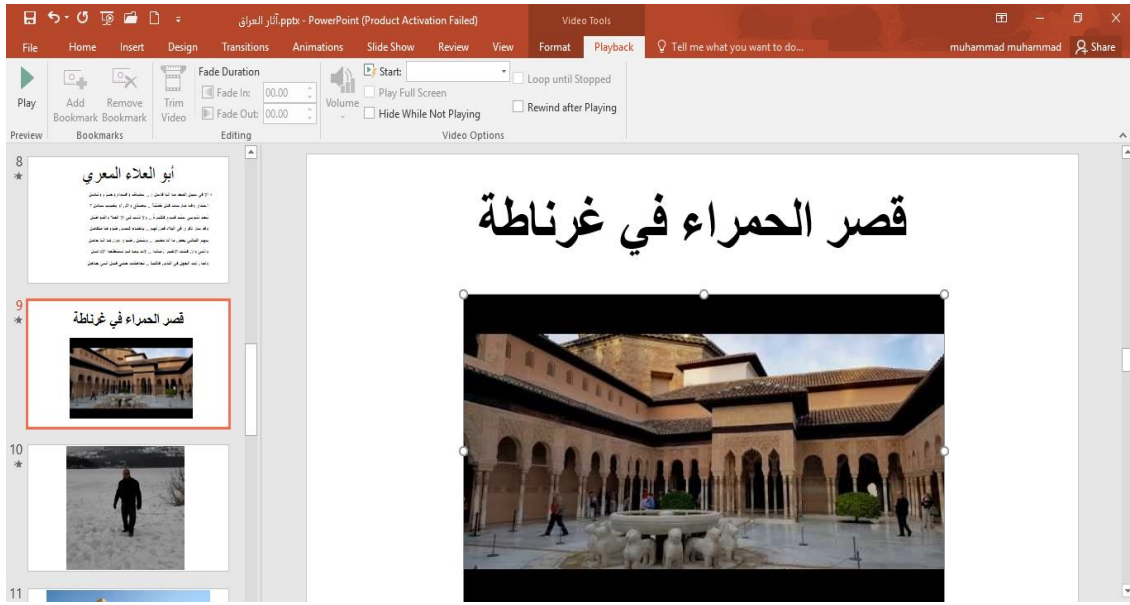 آثار العراق.pptx - PowerPoint (Product Activation Failed)
Video Tools
File Home Insert Design Transitions Animations Slide Show Review View Format Playback Tell me what you want to do...
muhammad muhammad Share
Play
Add Bookmark
Remove Bookmark
Trim Video
Fade Duration
Fade In: 00.00
Fade Out: 00.00
Volume
Start:
Play Full Screen
Hide While Not Playing
Loop until Stopped
Rewind after Playing
Preview Bookmarks Editing Video Options
8
أبو العلاء المعري
9
قصر الحمراء في غرناطة
10
11
قصر الحمراء في غرناطة